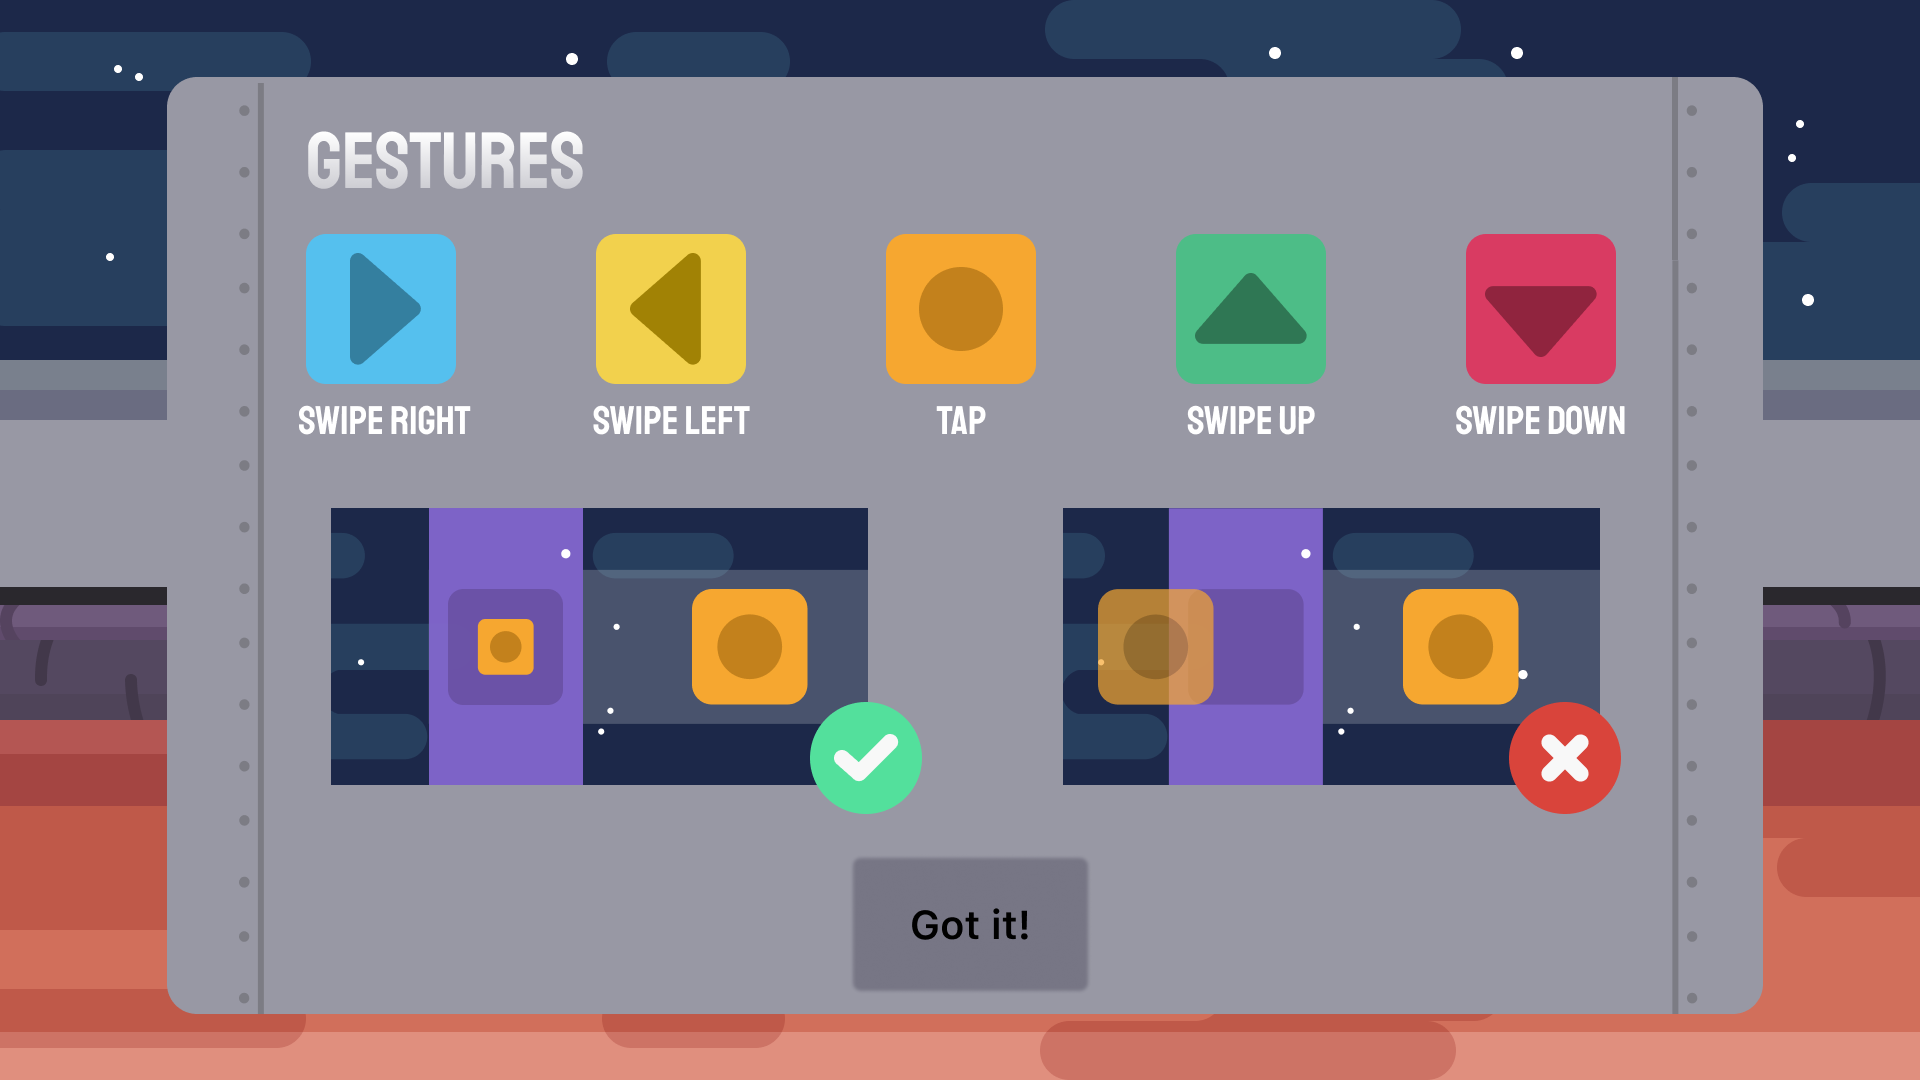 GESTURES
SWIPE RIGHT
SWIPE LEFT
TAP
SWIPE UP
SWIPE DOWN
Got it!